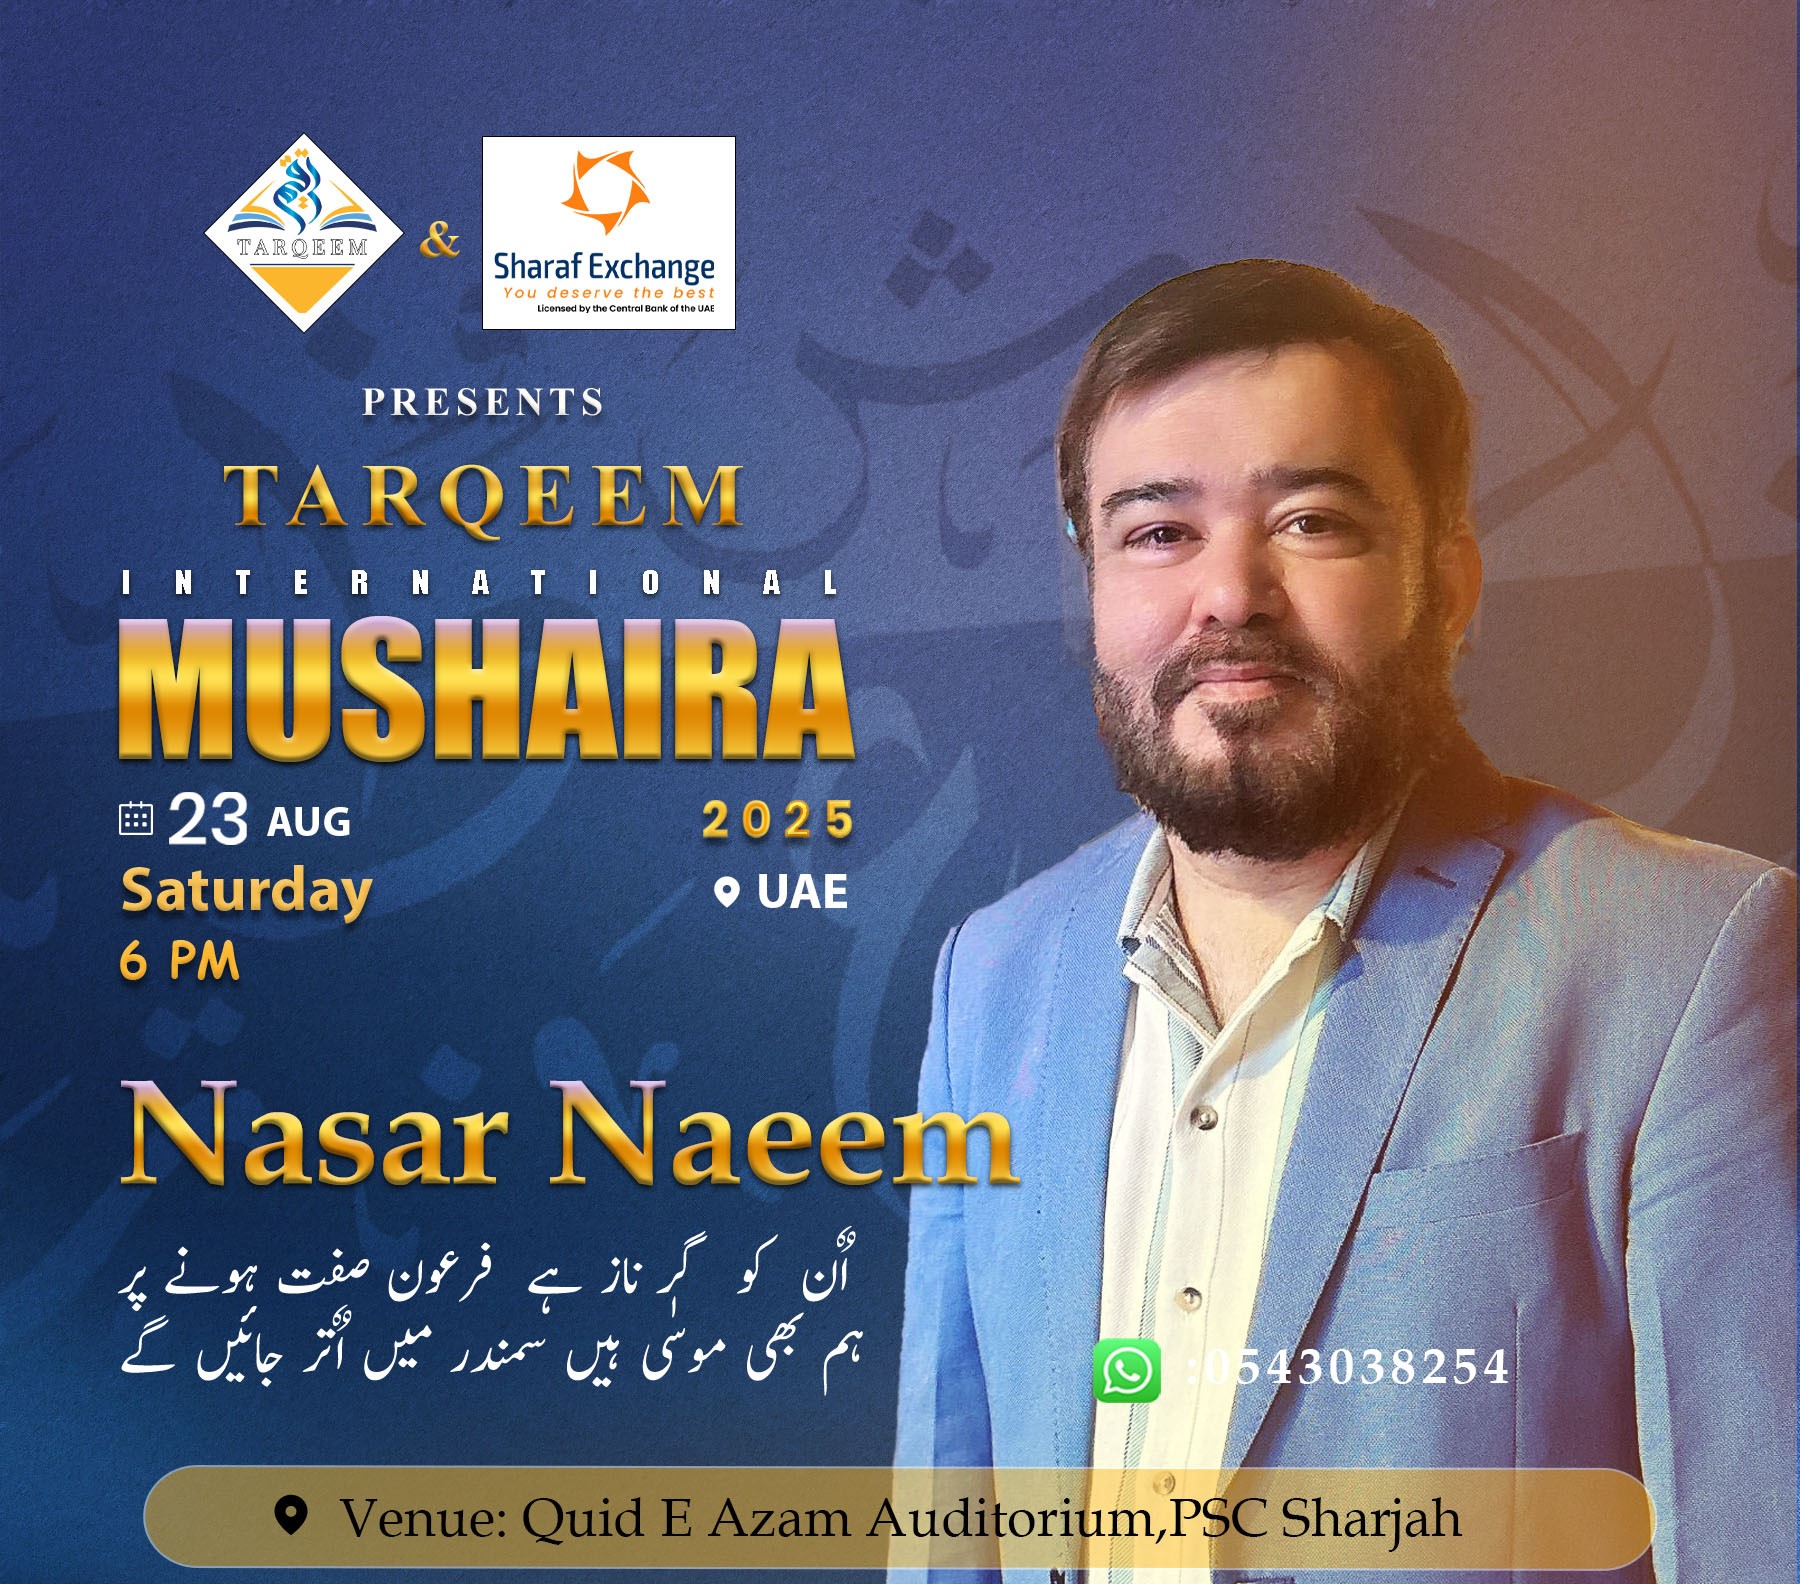 ترقیم
TARQEEM
&
Sharaf Exchange
You deserve the best
Licensed by the Central Bank of the UAE
PRESENTS
TARQEEM
INTERNATIONAL
MUSHAIRA
23 AUG
2025
Saturday
UAE
6 PM
Nasar Naeem
اُن کو گر ناز ہے فرعون صفت ہونے پر
ہم بھی موسٰی ہیں سمندر میں اُتر جائیں گے
:0543038254
Venue: Quid E Azam Auditorium,PSC Sharjah